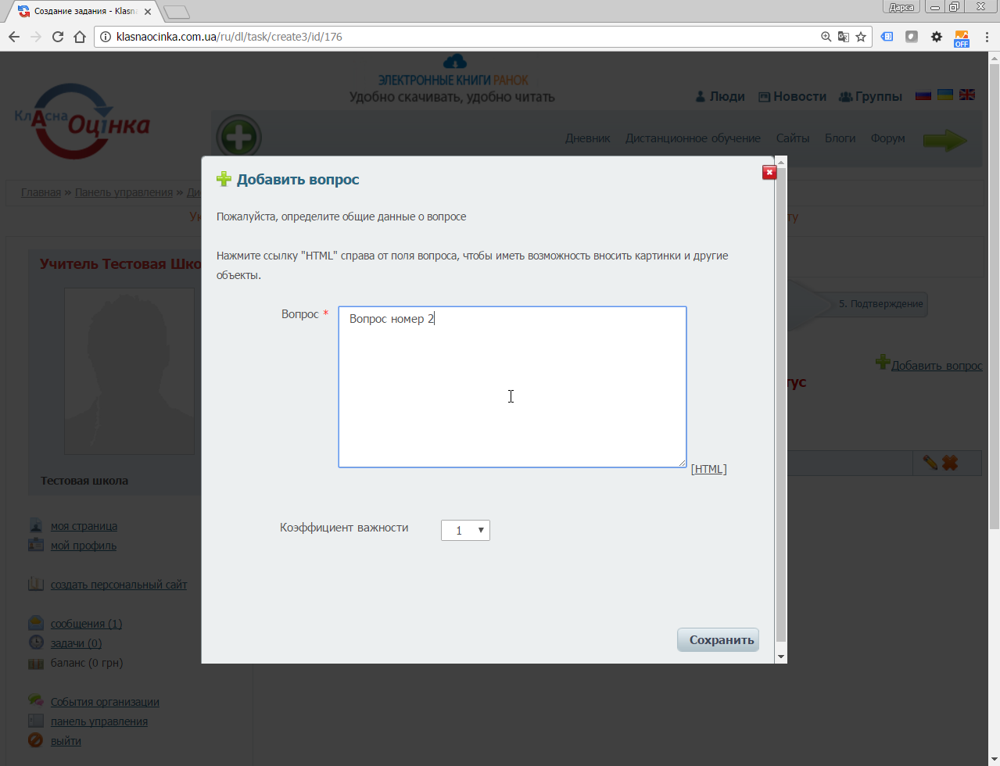 Создание задания - Klasn
Дарса
klasnaocinka.com.ua/ru/dl/task/create3/id/176
OFF
ЭЛЕКТРОННЫЕ КНИГИ РАНОК
Удобно скачивать, удобно читать
КлАсна Оцінка
Люди Новости Группы
Дневник Дистанционное обучение Сайты Блоги Форум
Главная » Панель управления » Ди
Учитель Тестовая Шко
Тестовая школа
моя страница
мой профиль
создать персональный сайт
сообщения (1)
задачи (0)
баланс (0 грн)
События организации
панель управления
выйти
Добавить вопрос
Пожалуйста, определите общие данные о вопросе
Нажмите ссылку "HTML" справа от поля вопроса, чтобы иметь возможность вносить картинки и другие
объекты.
Вопрос *
Вопрос номер 2
[HTML]
Коэффициент важности
1
Сохранить
5. Подтверждение
Добавить вопрос